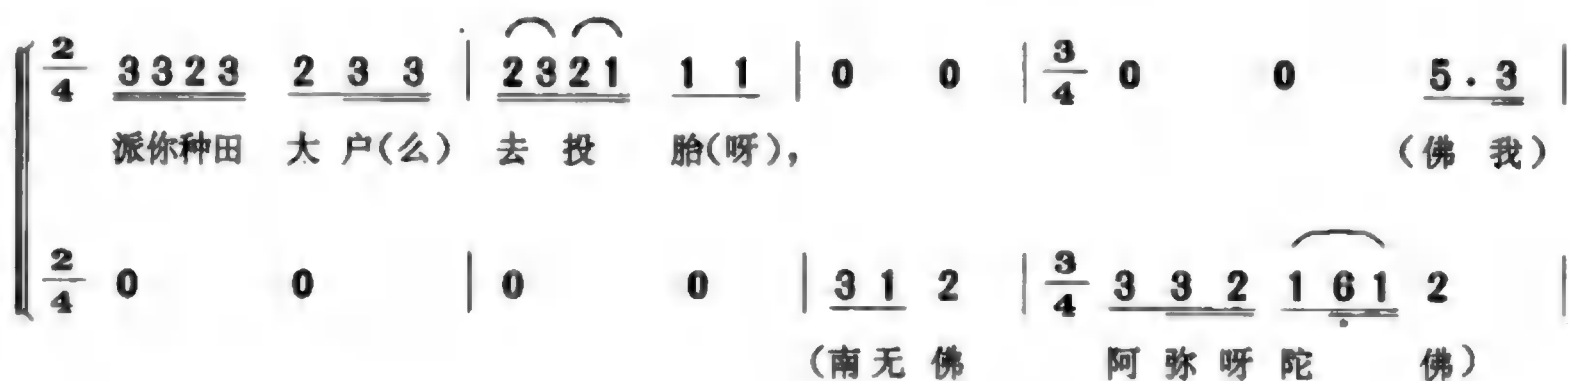 2/4 3323 2 3 3 | 2321 1 1 | 0 0 | 3/4 0 0 5·3 |
派你种田 大 户(么) 去 投 胎(呀), (佛 我)
2/4 0 0 | 0 0 | 3 1 2 | 3/4 3 3 2 1 6 1 2 |
(南 无 佛 阿 弥 呀 陀 佛)